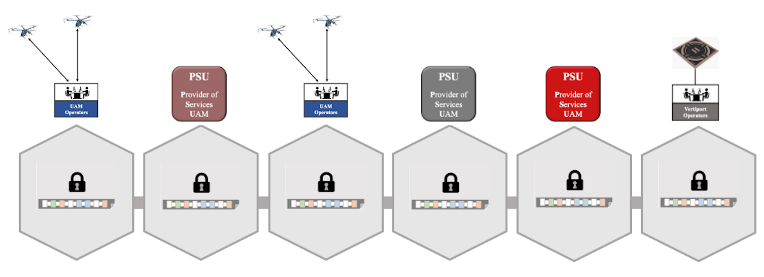 UAM
Operators
PSU
Provider of
Services
UAM
UAM
Operators
PSU
Provider of
Services
UAM
PSU
Provider of
Services
UAM
Vertiport
Operators